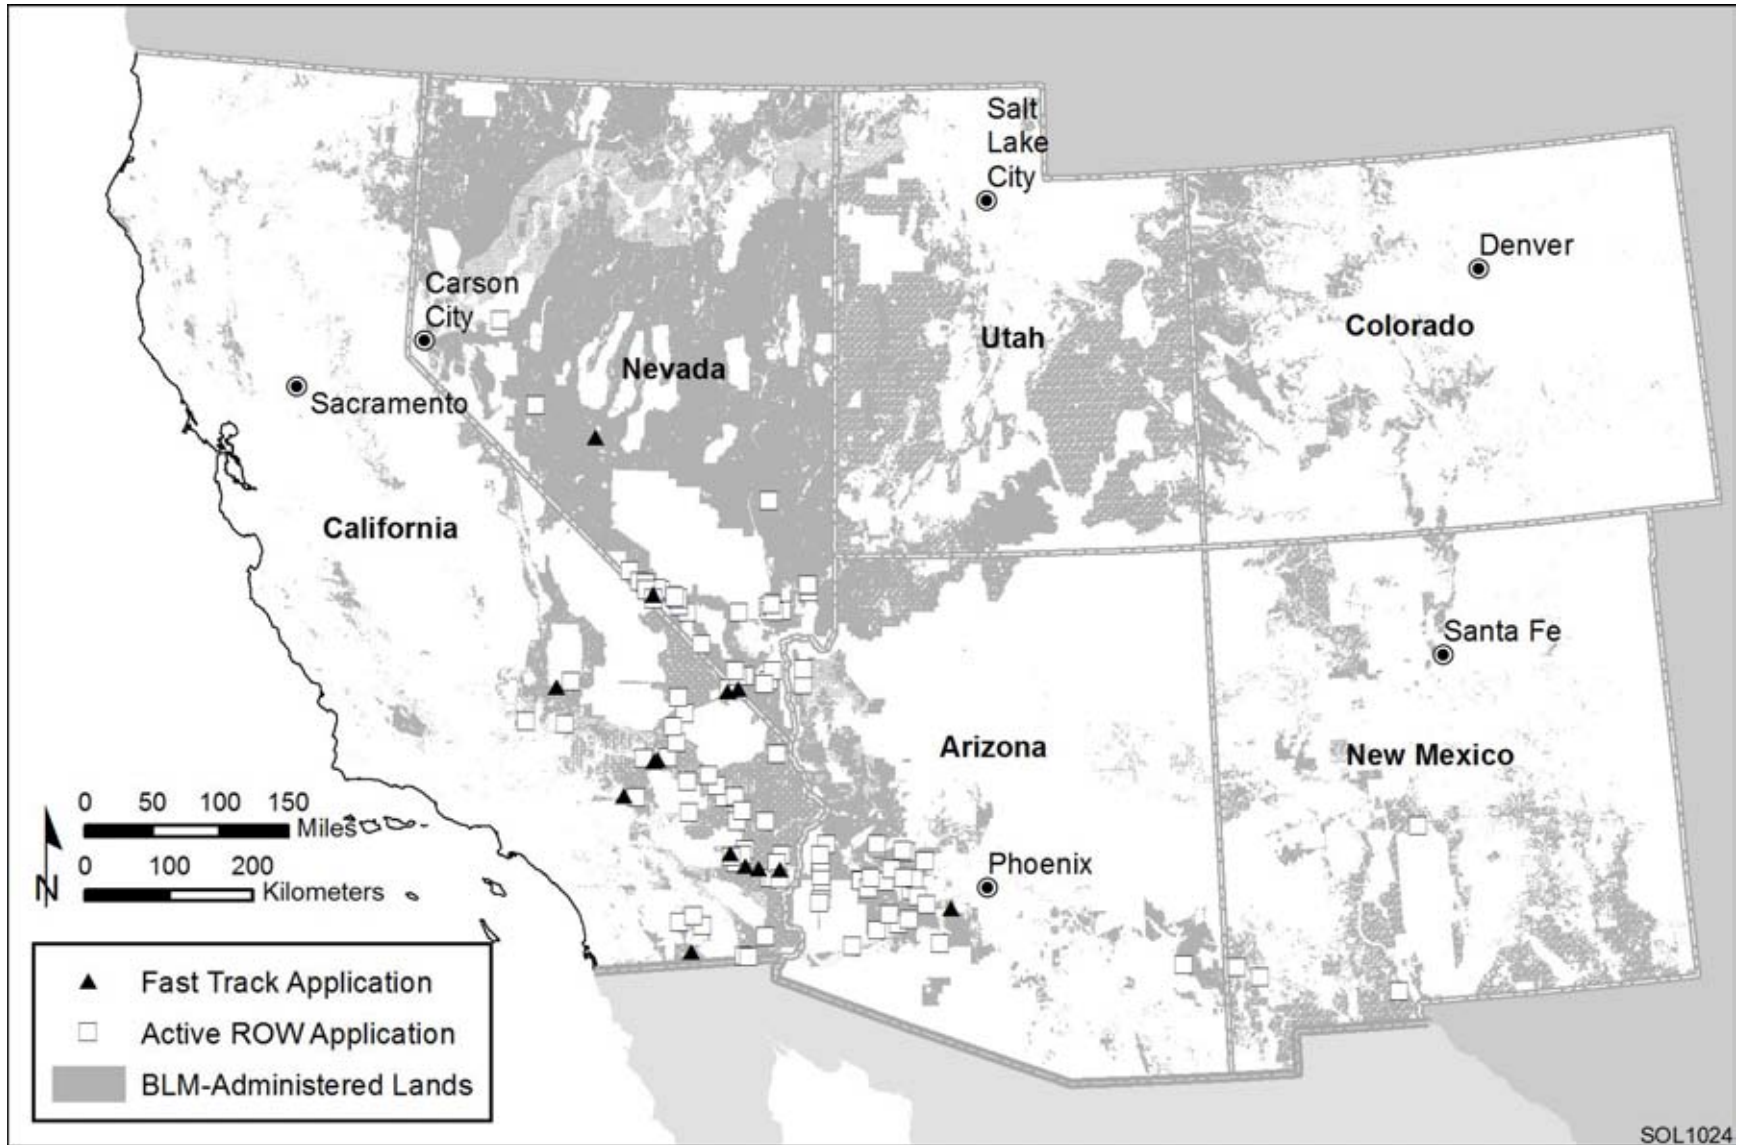 Salt
Lake
City
Denver
Carson
City
Nevada
Utah
Colorado
Sacramento
California
Santa Fe
Arizona
New Mexico
0 50 100 150
Miles
0 100 200
Kilometers
N
Phoenix
Fast Track Application
Active ROW Application
BLM-Administered Lands
SOL1024